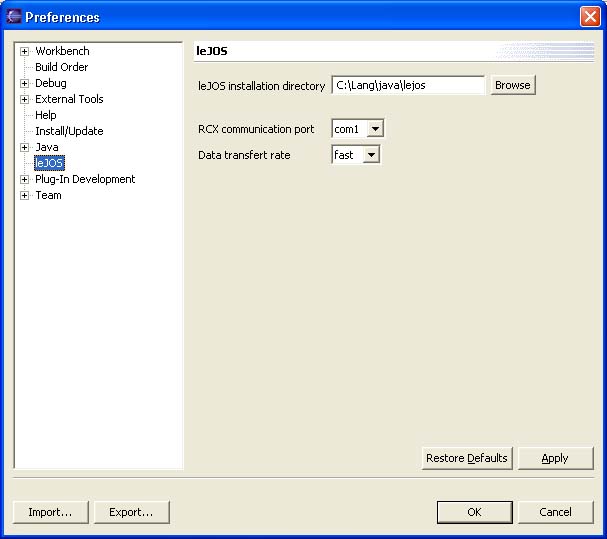 Preferences
Workbench
Build Order
Debug
External Tools
Help
Install/Update
Java
leJOS
Plug-In Development
Team
leJOS
leJOS installation directory C:\Lang\java\lejos Browse
RCX communication port com1
Data transfert rate fast
Restore Defaults Apply
Import... Export... OK Cancel